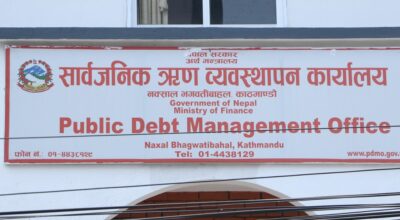 नेपाल सरकार
अर्थ मन्त्रालय
सार्वजनिक ऋण व्यवस्थापन कार्यालय
नक्साल भगवतीबहाल, काठमाण्डौ
Government of Nepal
Ministry of Finance
Public Debt Management Office
Naxal Bhagwatibahal, Kathmandu
फोन नं.: ०१-४४३८१२९ Tel: 01-4438129 www.pdmo.gov